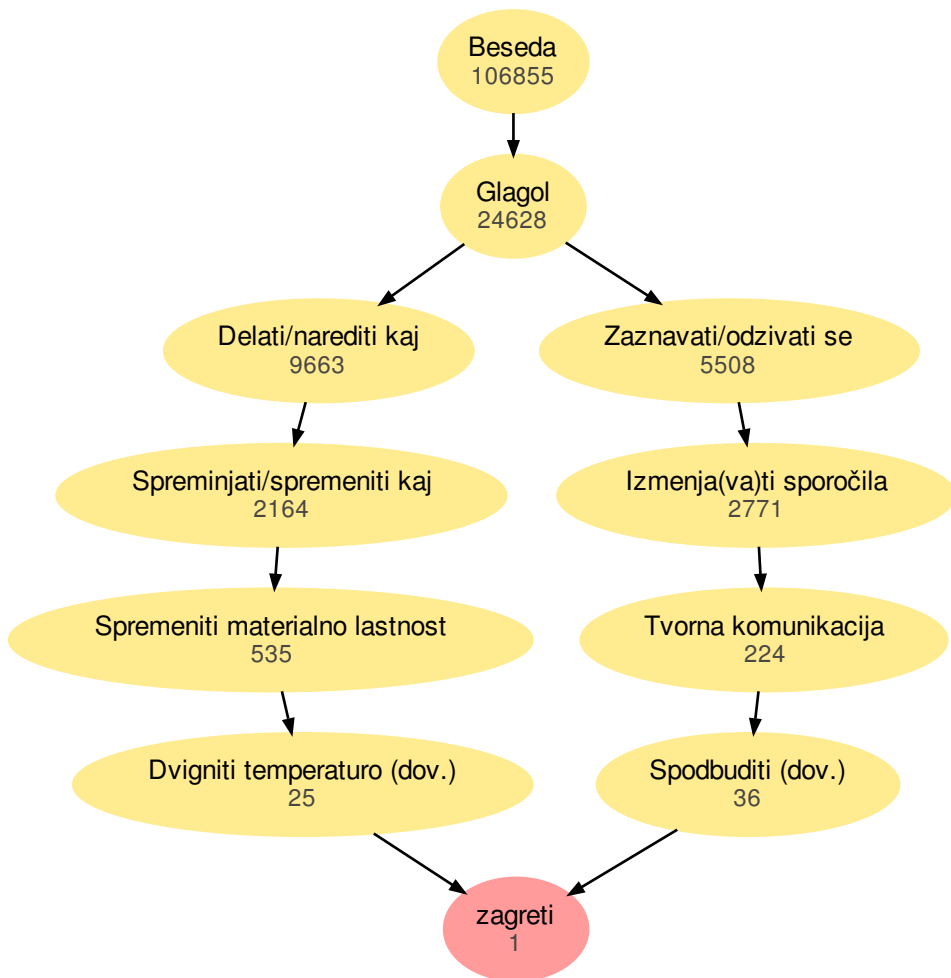 Beseda
106855
Glagol
24628
Delati/narediti kaj
9663
Zaznavati/odzivati se
5508
Spreminjati/spremeniti kaj
2164
Izmenja(va)ti sporočila
2771
Spremeniti materialno lastnost
535
Tvorna komunikacija
224
Dvigniti temperaturo (dov.)
25
Spodbuditi (dov.)
36
zagreti
1